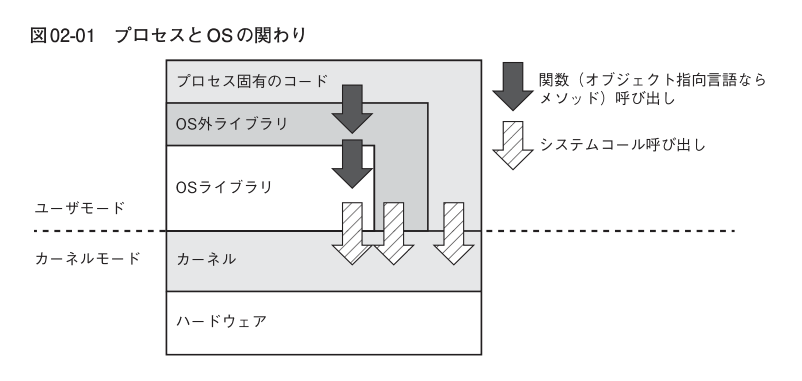 図02-01 プロセスとOSの関わり
プロセス固有のコード
OS外ライブラリ
OSライブラリ
ユーザモード
カーネルモード
カーネル
ハードウェア
関数（オブジェクト指向言語なら
メソッド）呼び出し
システムコール呼び出し